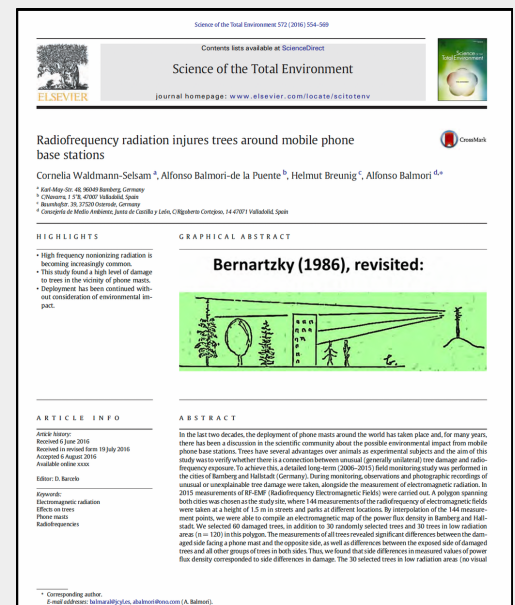 Science of the Total Environment 572 (2016) 554–569
Contents lists available at ScienceDirect
Science of the Total Environment
journal homepage: www.elsevier.com/locate/scitotenv
ELSEVIER
Science of the
Total Environment
Radiofrequency radiation injures trees around mobile phone
base stations
CrossMark
Cornelia Waldmann-Selsam a, Alfonso Balmori-de la Puente b, Helmut Breunig c, Alfonso Balmori d,*
a Karl-May-Str. 48, 96049 Bamberg, Germany
b C/Navarra, 1 5°B, 47007 Valladolid, Spain
c Baumhofstr. 39, 37520 Osterode, Germany
d Consejería de Medio Ambiente, Junta de Castilla y León, C/Rigoberto Cortejoso, 14 47071 Valladolid, Spain
HIGHLIGHTS
• High frequency nonionizing radiation is
becoming increasingly common.
• This study found a high level of damage
to trees in the vicinity of phone masts.
• Deployment has been continued with-
out consideration of environmental im-
pact.
GRAPHICAL ABSTRACT
Bernartzky (1986), revisited:
ARTICLE INFO
Article history:
Received 6 June 2016
Received in revised form 19 July 2016
Accepted 6 August 2016
Available online xxxx
Editor: D. Barcelo
Keywords:
Electromagnetic radiation
Effects on trees
Phone masts
Radiofrequencies
ABSTRACT
In the last two decades, the deployment of phone masts around the world has taken place and, for many years,
there has been a discussion in the scientific community about the possible environmental impact from mobile
phone base stations. Trees have several advantages over animals as experimental subjects and the aim of this
study was to verify whether there is a connection between unusual (generally unilateral) tree damage and radio-
frequency exposure. To achieve this, a detailed long-term (2006–2015) field monitoring study was performed in
the cities of Bamberg and Hallstadt (Germany). During monitoring, observations and photographic recordings of
unusual or unexplainable tree damage were taken, alongside the measurement of electromagnetic radiation. In
2015 measurements of RF-EMF (Radiofrequency Electromagnetic Fields) were carried out. A polygon spanning
both cities was chosen as the study site, where 144 measurements of the radiofrequency of electromagnetic fields
were taken at a height of 1.5 m in streets and parks at different locations. By interpolation of the 144 measure-
ment points, we were able to compile an electromagnetic map of the power flux density in Bamberg and Hall-
stadt. We selected 60 damaged trees, in addition to 30 randomly selected trees and 30 trees in low radiation
areas (n = 120) in this polygon. The measurements of all trees revealed significant differences between the dam-
aged side facing a phone mast and the opposite side, as well as differences between the exposed side of damaged
trees and all other groups of trees in both sides. Thus, we found that side differences in measured values of power
flux density corresponded to side differences in damage. The 30 selected trees in low radiation areas (no visual
* Corresponding author.
E-mail addresses: balmaral@jcyl.es, abalmori@ono.com (A. Balmori).